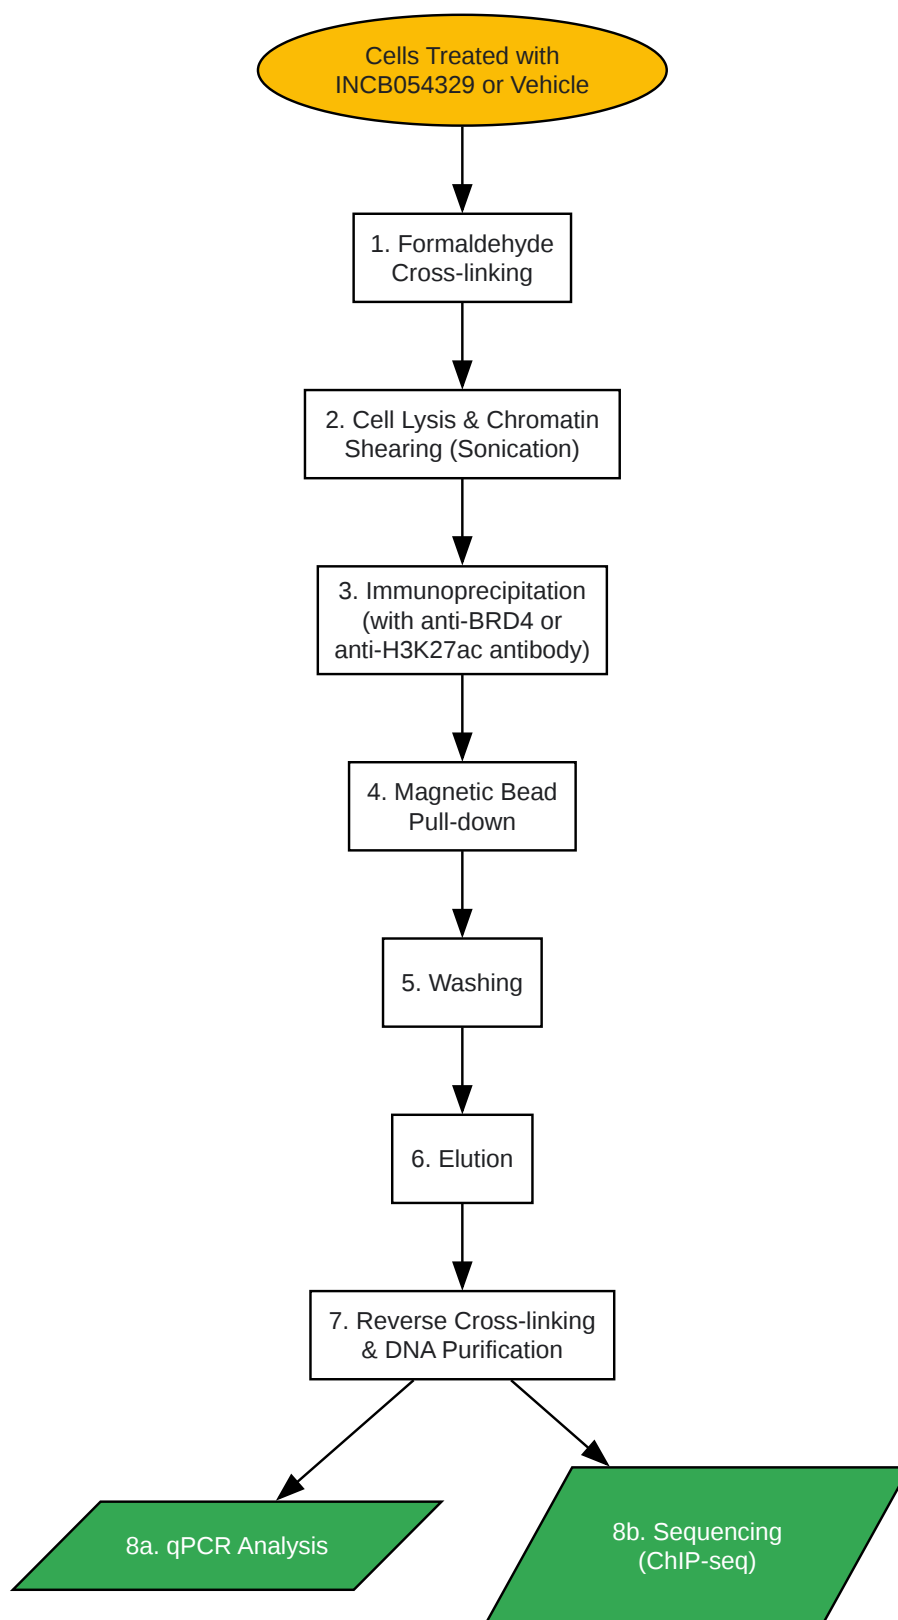 Cells Treated with
INCB054329 or Vehicle
1. Formaldehyde
Cross-linking
2. Cell Lysis & Chromatin
Shearing (Sonication)
3. Immunoprecipitation
(with anti-BRD4 or
anti-H3K27ac antibody)
4. Magnetic Bead
Pull-down
5. Washing
6. Elution
7. Reverse Cross-linking
& DNA Purification
8a. qPCR Analysis
8b. Sequencing
(ChIP-seq)